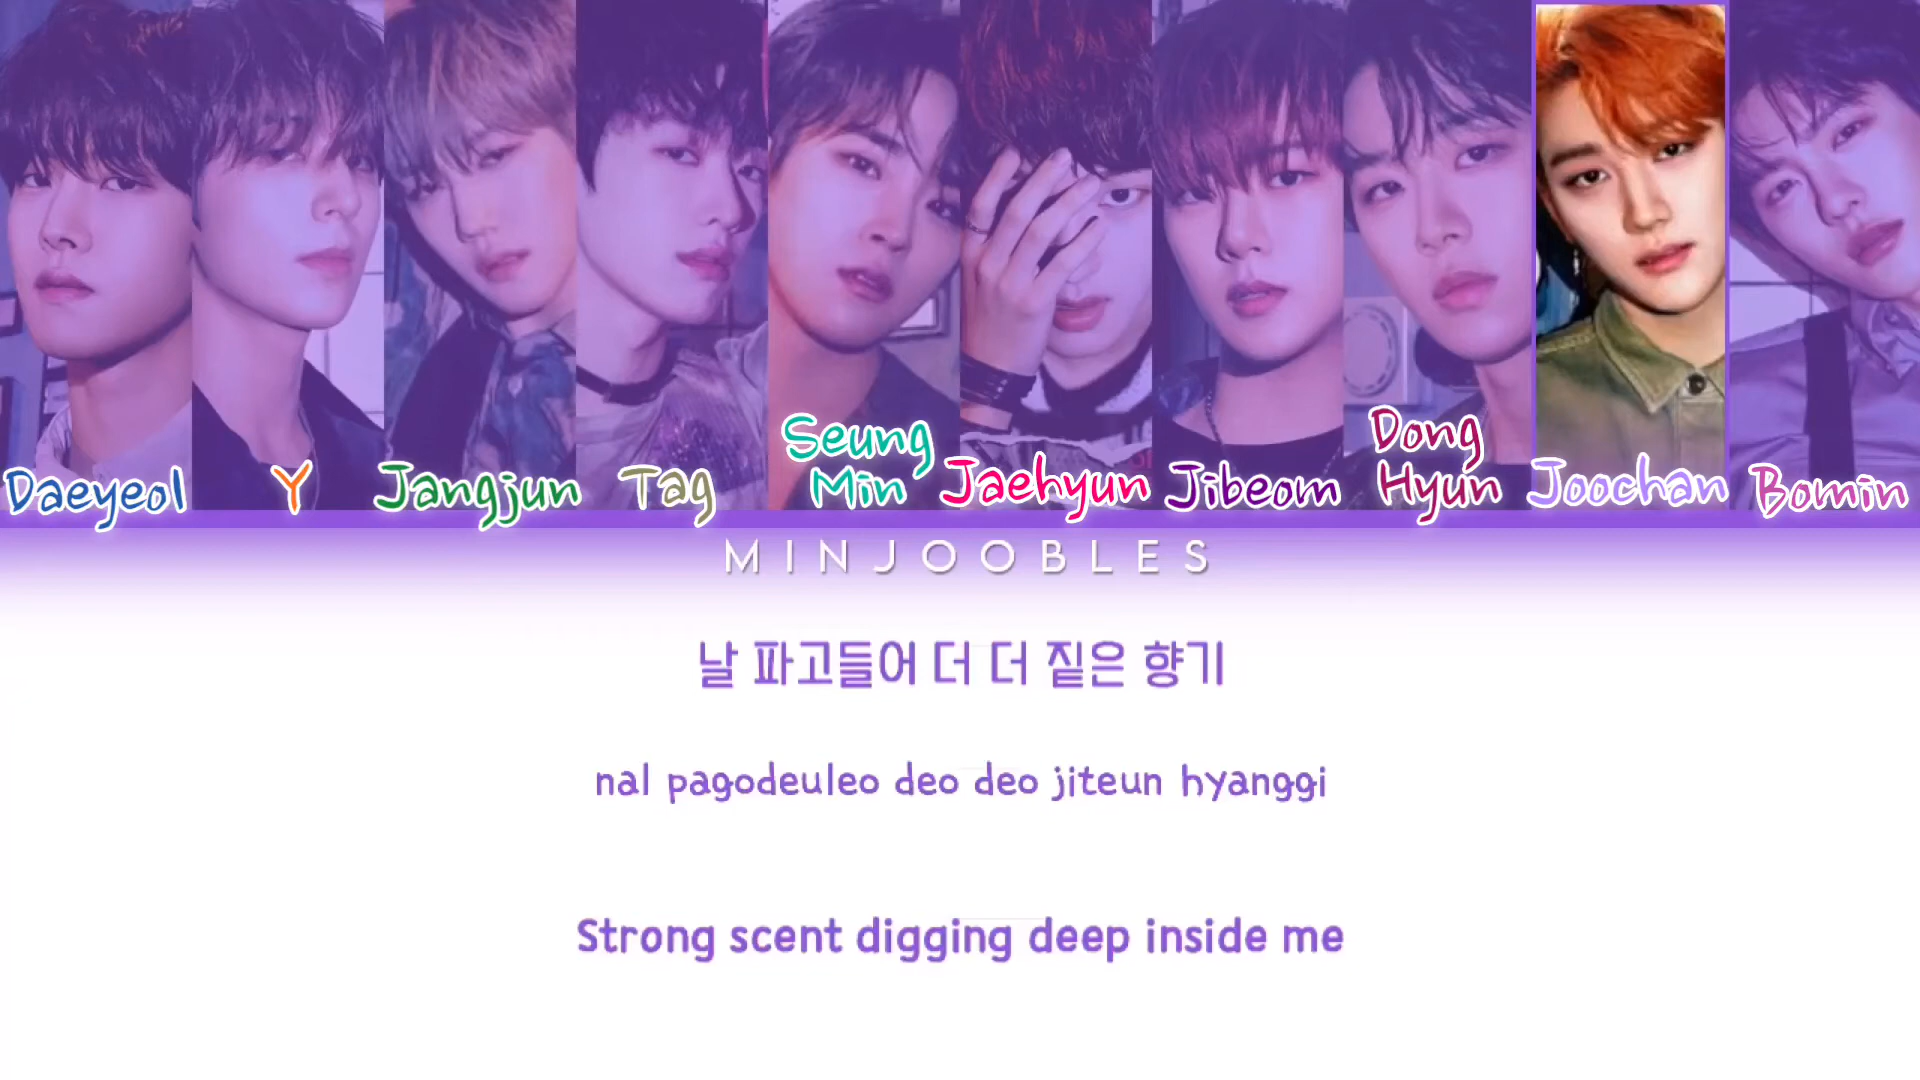 Daeyeol
Y
Jangjun
Tag
Seung
Min
Jaehyun
Jibeom
Dong
Hyun
Joochan
Bomin
MINJOOBLES
날 파고들어 더 더 짙은 향기
nal pagodeuleo deo deo jiteun hyanggi
Strong scent digging deep inside me